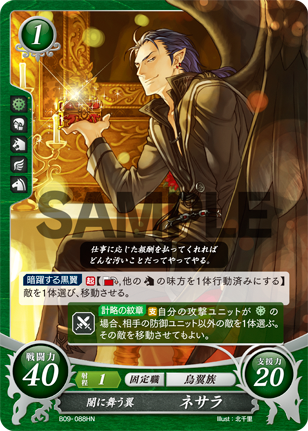 1
SAMPLE
仕事に応じた報酬を払ってくれれば
どんな汚いことだってやってやる。
暗躍する黒翼 起 【 、他の の味方を1体行動済みにする】
敵を1体選び、移動させる。
計略の紋章 支 自分の攻撃ユニットが
の場合、相手の防御ユニット以外の敵を1体選ぶ。
その敵を移動させてもよい。
戦闘力
40
射程 1 固定職 鳥翼族
支援力
20
闇に舞う翼 ネサラ
B09-088HN Illust:北千里